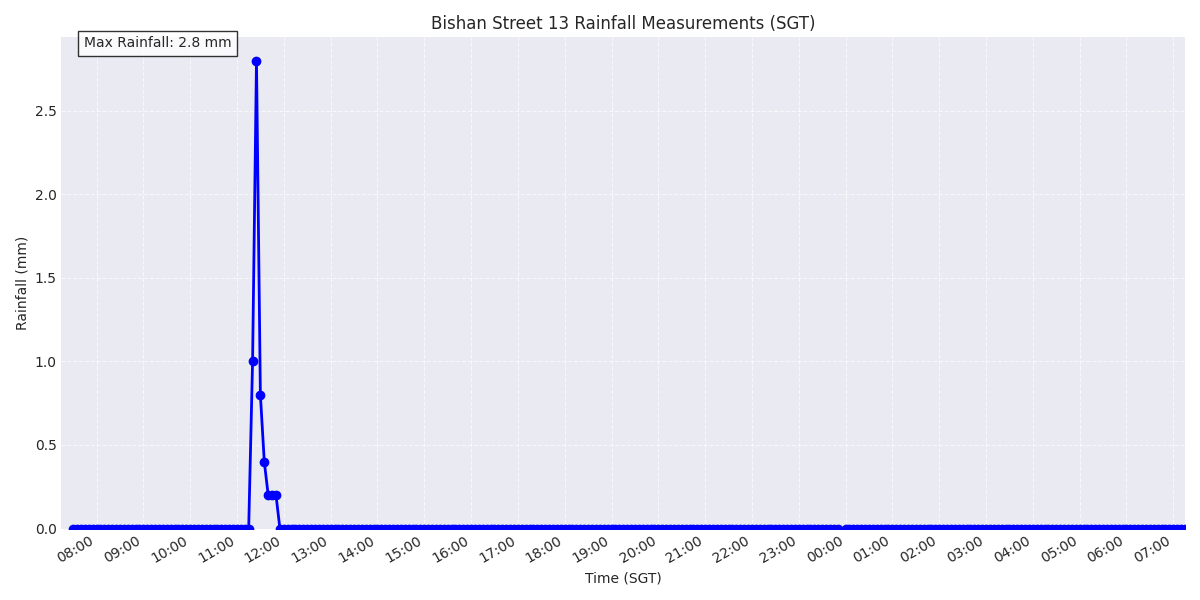 Bishan Street 13 Rainfall Measurements (SGT)
Max Rainfall: 2.8 mm
Rainfall (mm)
2.5
2.0
1.5
1.0
0.5
0.0
08:00 09:00 10:00 11:00 12:00 13:00 14:00 15:00 16:00 17:00 18:00 19:00 20:00 21:00 22:00 23:00 00:00 01:00 02:00 03:00 04:00 05:00 06:00 07:00
Time (SGT)